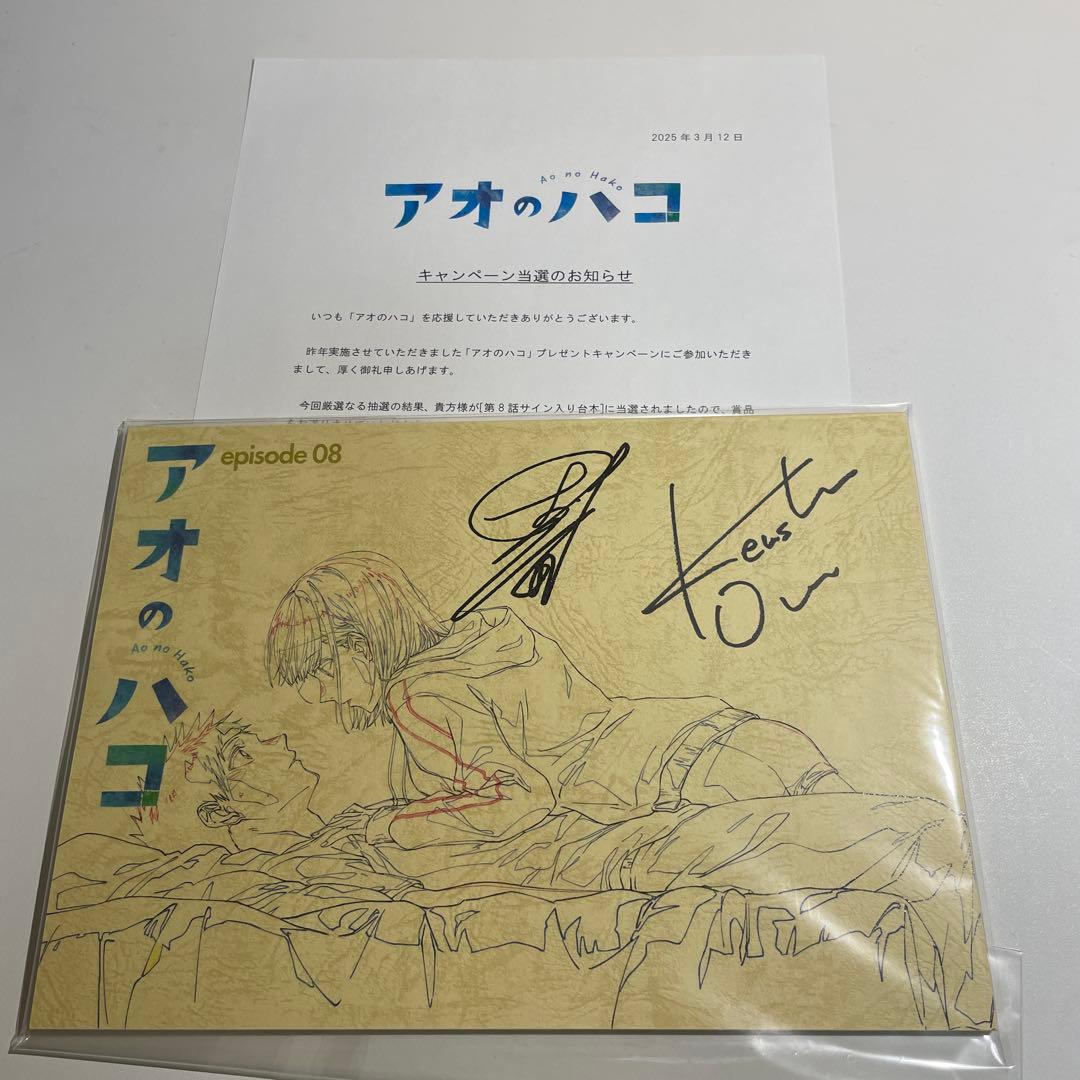 2025年3月12日
Ao no Hako
アオのハコ
キャンペーン当選のお知らせ
いつも「アオのハコ」を応援していただきありがとうございます。
昨年実施させていただきました「アオのハコ」プレゼントキャンペーンにご参加いただき
まして、厚く御礼申しあげます。
今回厳選なる抽選の結果、貴方様が[第8話サイン入り台本]に当選されましたので、賞品
episode 08
アオのハコ
Ao no Hako